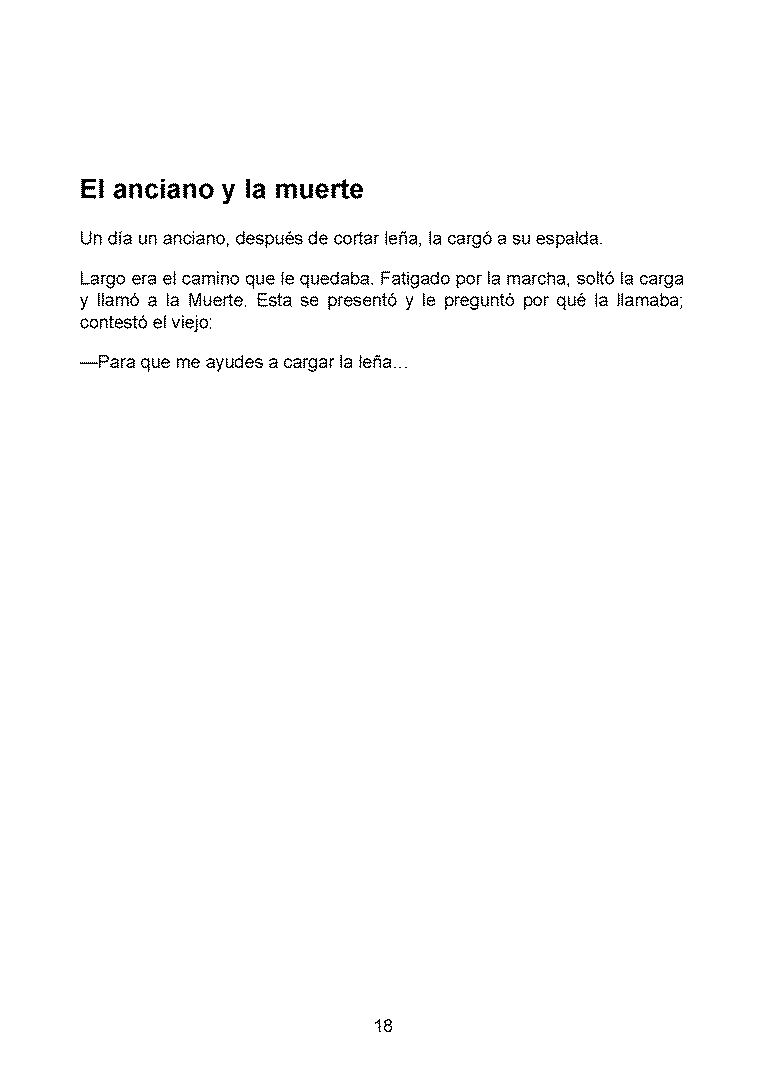 El anciano y la muerte
Un día un anciano, después de cortar leña, la cargó a su espalda.
Largo era el camino que le quedaba. Fatigado por la marcha, soltó la carga
y llamó a la Muerte. Esta se presentó y le preguntó por qué la llamaba;
contestó el viejo:
—Para que me ayudes a cargar la leña...
18